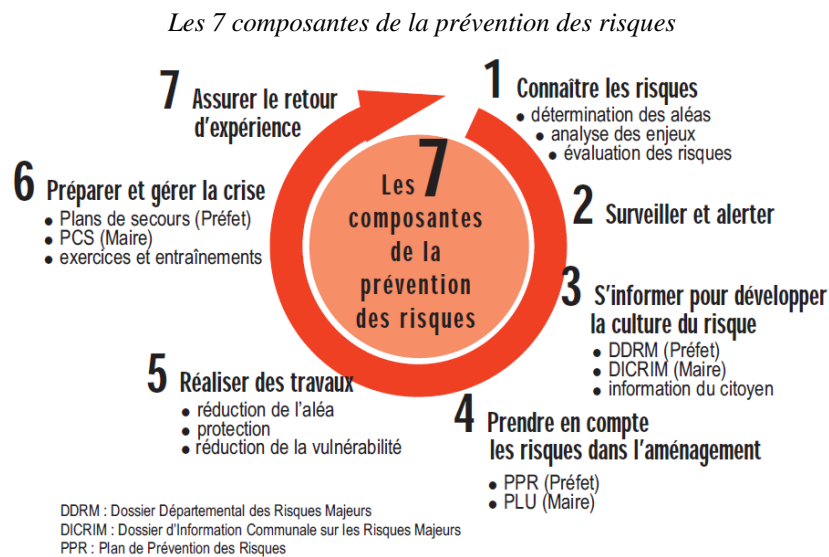 Les 7 composantes de la prévention des risques
1 Connaître les risques
• détermination des aléas
• analyse des enjeux
• évaluation des risques
2 Surveiller et alerter
3 S'informer pour développer
la culture du risque
• DDRM (Préfet)
• DICRIM (Maire)
• information du citoyen
4 Prendre en compte
les risques dans l'aménagement
• PPR (Préfet)
• PLU (Maire)
5 Réaliser des travaux
• réduction de l'aléa
• protection
• réduction de la vulnérabilité
6 Préparer et gérer la crise
• Plans de secours (Préfet)
• PCS (Maire)
• exercices et entraînements
7 Assurer le retour
d'expérience
Les 7
composantes
de la
prévention
des risques
DDRM : Dossier Départemental des Risques Majeurs
DICRIM : Dossier d'Information Communale sur les Risques Majeurs
PPR : Plan de Prévention des Risques